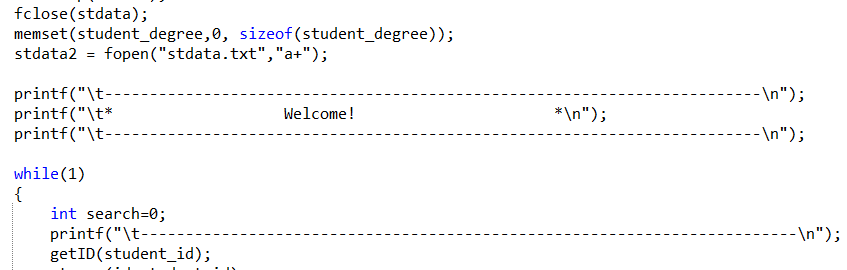 fclose(stdata);
memset(student_degree,0, sizeof(student_degree));
stdata2 = fopen("stdata.txt","a+");
printf("\t-------------------------------------------------------------------------\n");
printf("\t*                   Welcome!                      *\n");
printf("\t-------------------------------------------------------------------------\n");
while(1)
{
int search=0;
printf("\t-------------------------------------------------------------------------\n");
getID(student_id);